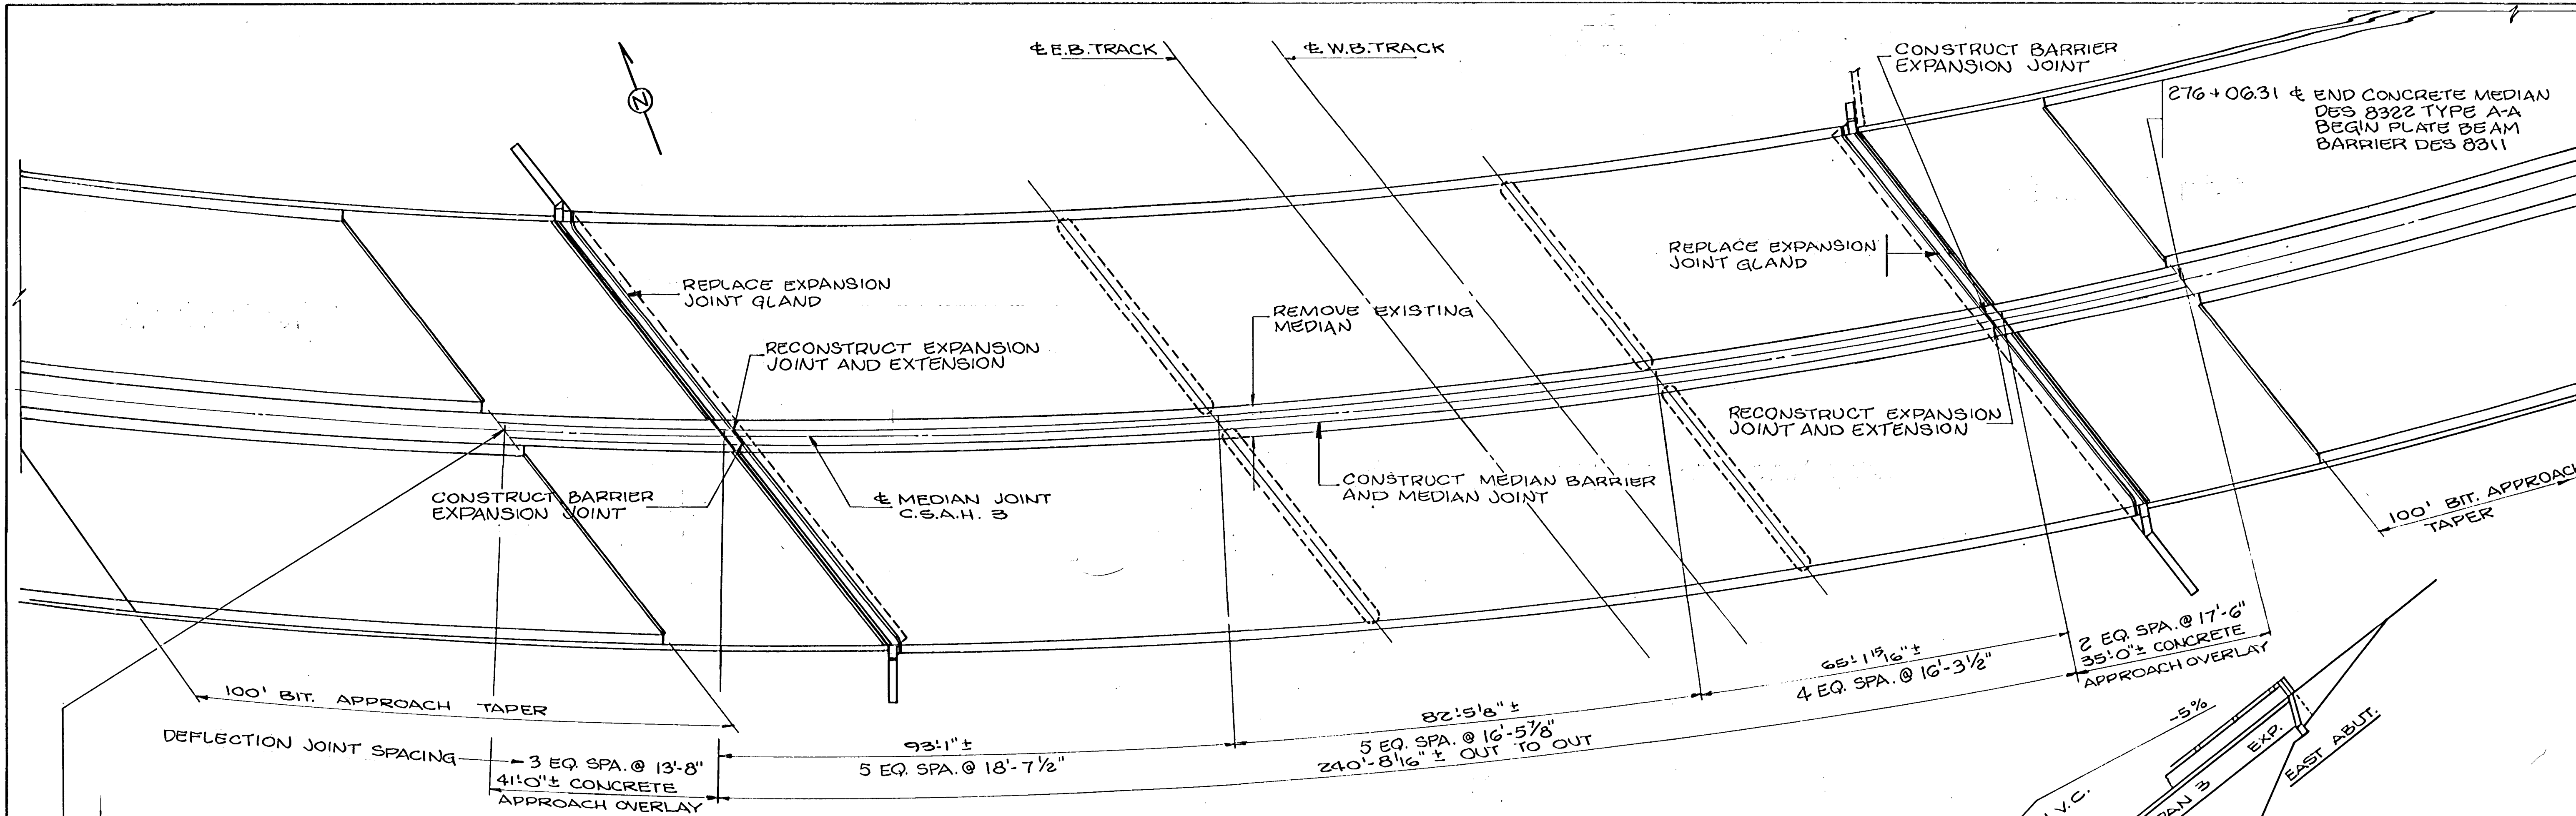 ℄ E.B. TRACK
℄ W.B. TRACK
CONSTRUCT BARRIER
EXPANSION JOINT
276+06.31 ℄ END CONCRETE MEDIAN
DES 8322 TYPE A-A
BEGIN PLATE BEAM
BARRIER DES 8311
N
REPLACE EXPANSION
JOINT GLAND
REPLACE EXPANSION
JOINT GLAND
REMOVE EXISTING
MEDIAN
RECONSTRUCT EXPANSION
JOINT AND EXTENSION
RECONSTRUCT EXPANSION
JOINT AND EXTENSION
CONSTRUCT BARRIER
EXPANSION JOINT
℄ MEDIAN JOINT
C.S.A.H. 3
CONSTRUCT MEDIAN BARRIER
AND MEDIAN JOINT
100' BIT. APPROACH
TAPER
100' BIT. APPROACH TAPER
DEFLECTION JOINT SPACING
3 EQ. SPA. @ 13'-8"
41'-0"± CONCRETE
APPROACH OVERLAY
93'-1"±
5 EQ. SPA. @ 18'-7 1/2"
82'-5 1/8"±
5 EQ. SPA. @ 16'-5 7/8"
240'-8 1/16"± OUT TO OUT
65'-1 15/16"±
4 EQ. SPA. @ 16'-3 1/2"
2 EQ. SPA. @ 17'-6"
35'-0"± CONCRETE
APPROACH OVERLAY
-5%
V.C.
EXP.
EAST ABUT.